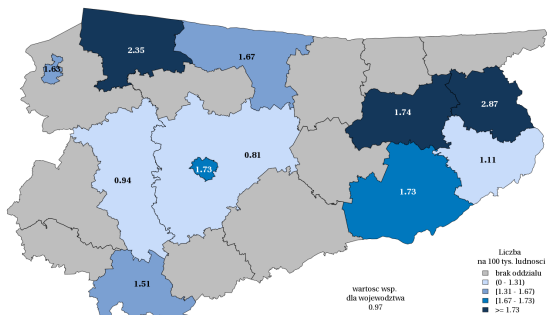 2.35
1.67
1.63
1.74
2.87
0.81
1.11
1.73
0.94
1.73
1.51
Liczba
na 100 tys. ludnosci
brak oddzialu
(0 - 1.31)
[1.31 - 1.67)
[1.67 - 1.73)
>= 1.73
wartosc wsp.
dla wojewodztwa
0.97